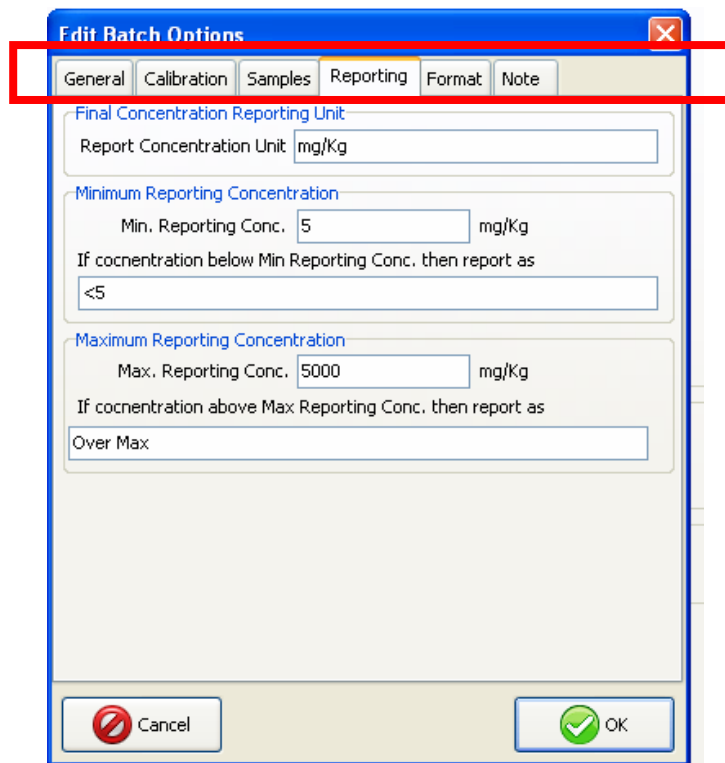 Edit Batch Options
General Calibration Samples Reporting Format Note
Final Concentration Reporting Unit
Report Concentration Unit mg/Kg
Minimum Reporting Concentration
Min. Reporting Conc. 5 mg/Kg
If cocnentration below Min Reporting Conc. then report as
<5
Maximum Reporting Concentration
Max. Reporting Conc. 5000 mg/Kg
If cocnentration above Max Reporting Conc. then report as
Over Max
Cancel OK